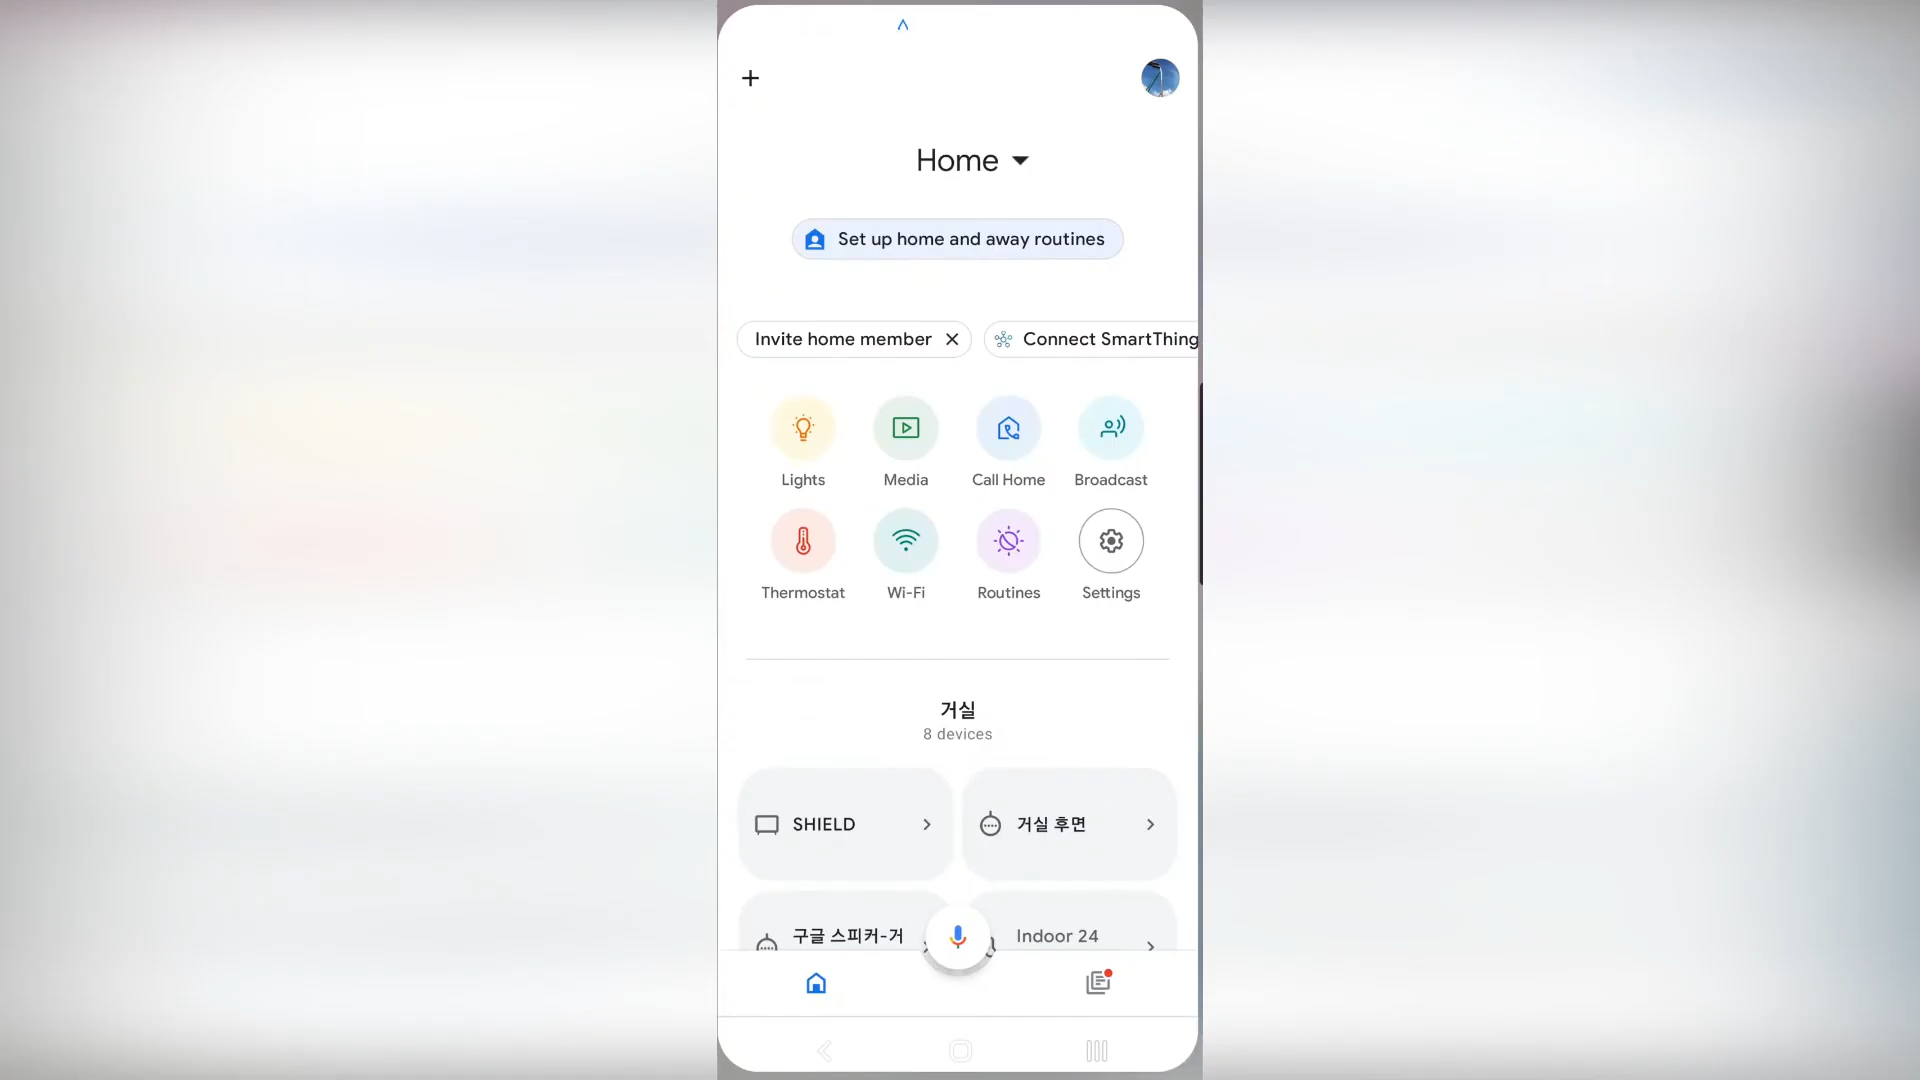 Home
Set up home and away routines
Invite home member
Connect SmartThing
Lights
Media
Call Home
Broadcast
Thermostat
Wi-Fi
Routines
Settings
거실
8 devices
SHIELD
거실 후면
구글 스피커-거
Indoor 24